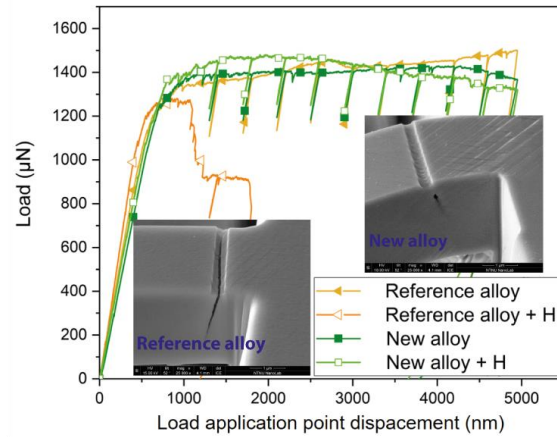 1600
1400
1200
1000
800
600
400
200
0
Load (µN)
0 1000 2000 3000 4000 5000
Load application point dispacement (nm)
New alloy
Reference alloy
Reference alloy
Reference alloy + H
New alloy
New alloy + H